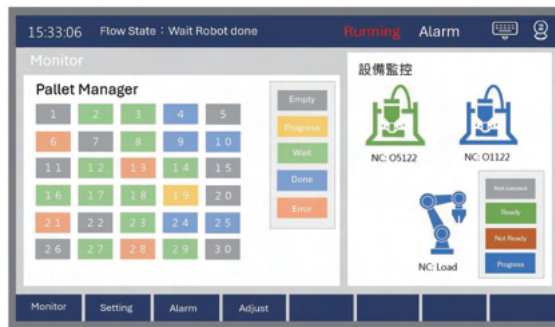 15:33:06 Flow State：Wait Robot done Running Alarm
Monitor
Pallet Manager
1 2 3 4 5
6 7 8 9 10
11 12 13 14 15
16 17 18 19 20
21 22 23 24 25
26 27 28 29 30
Empty
Progress
Wait
Done
Error
設備監控
NC: O5122
NC: O1122
NC: Load
Not connect
Ready
Not Ready
Progress
Monitor Setting Alarm Adjust